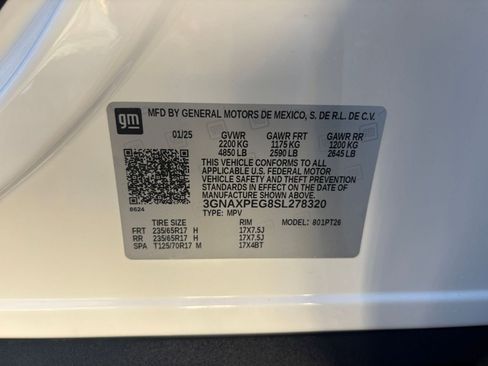 gm
MFD BY GENERAL MOTORS DE MEXICO, S. DE R.L. DE C.V.
01/25 GVWR GAWR FRT GAWR RR
2200 KG 1175 KG 1200 KG
4850 LB 2590 LB 2645 LB
THIS VEHICLE CONFORMS TO ALL
APPLICABLE U.S. FEDERAL MOTOR
VEHICLE SAFETY AND THEFT PREVENTION
STANDARDS IN EFFECT ON THE DATE OF
MANUFACTURE SHOWN ABOVE.
3GNAXPEG8SL278320
8624 TYPE: MPV
TIRE SIZE RIM MODEL: 801PT26
FRT 235/65R17 H 17X7.5J
RR 235/65R17 H 17X7.5J
SPA T125/70R17 M 17X4BT